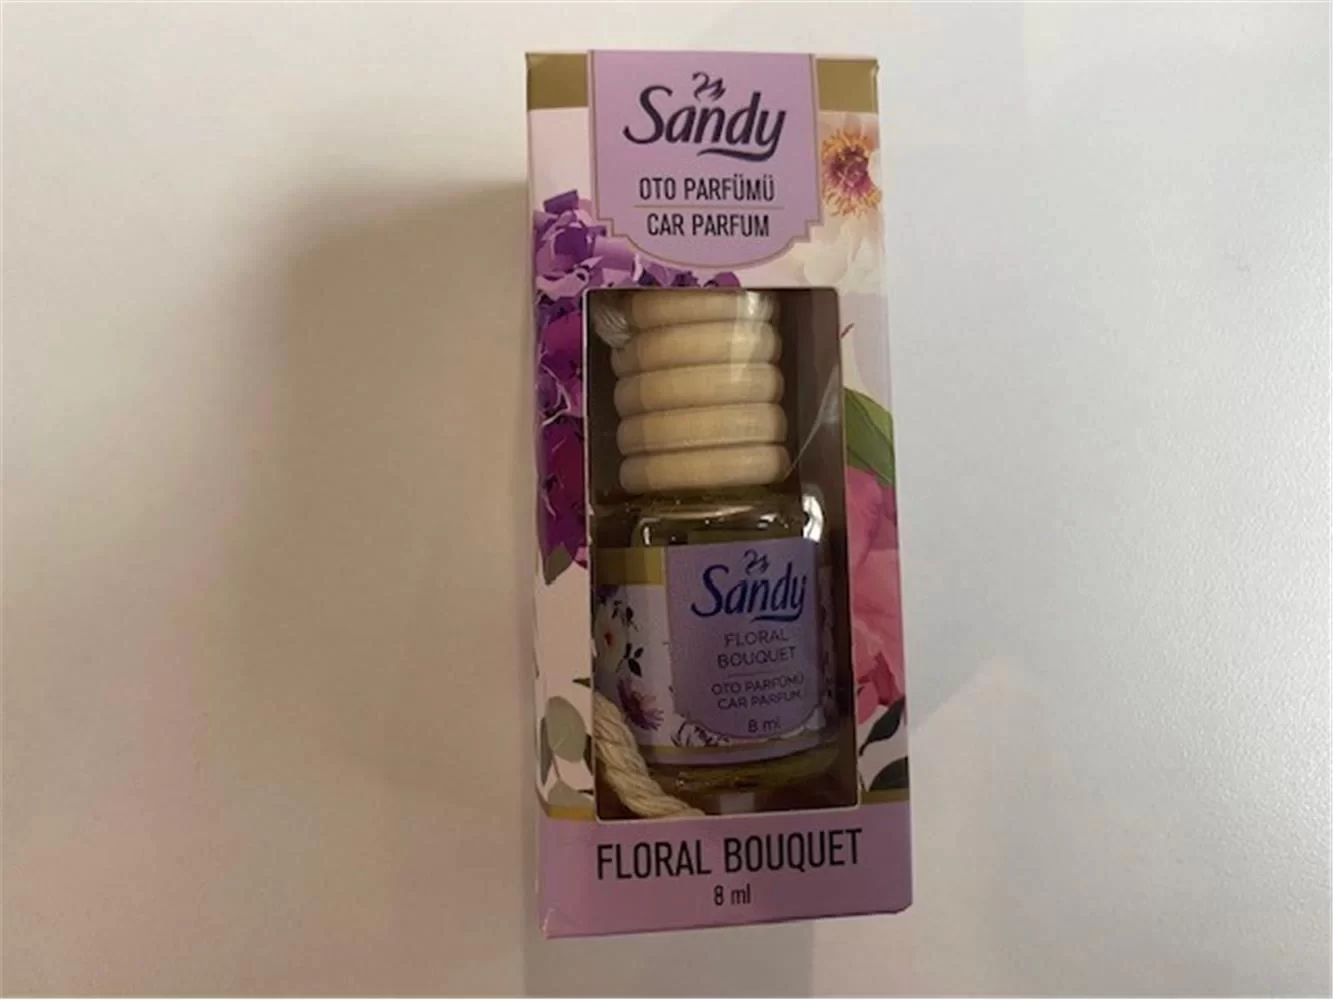 Sandy
OTO PARFÜMÜ
CAR PARFUM
Sandy
FLORAL
BOUQUET
OTO PARFÜMÜ
CAR PARFUM
8 ml
FLORAL BOUQUET
8 ml